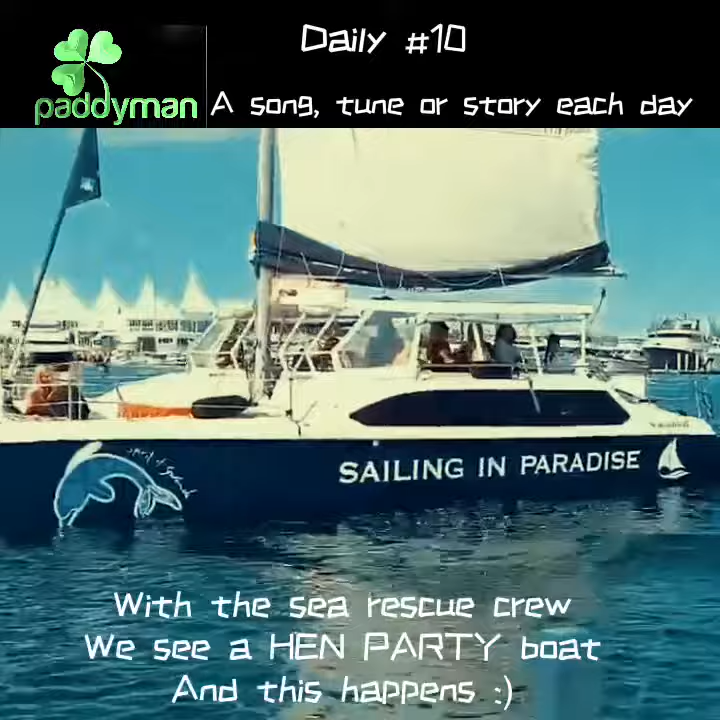 Daily #10
paddyman
A song, tune or story each day
SAILING IN PARADISE
With the sea rescue crew
We see a HEN PARTY boat
And this happens :)